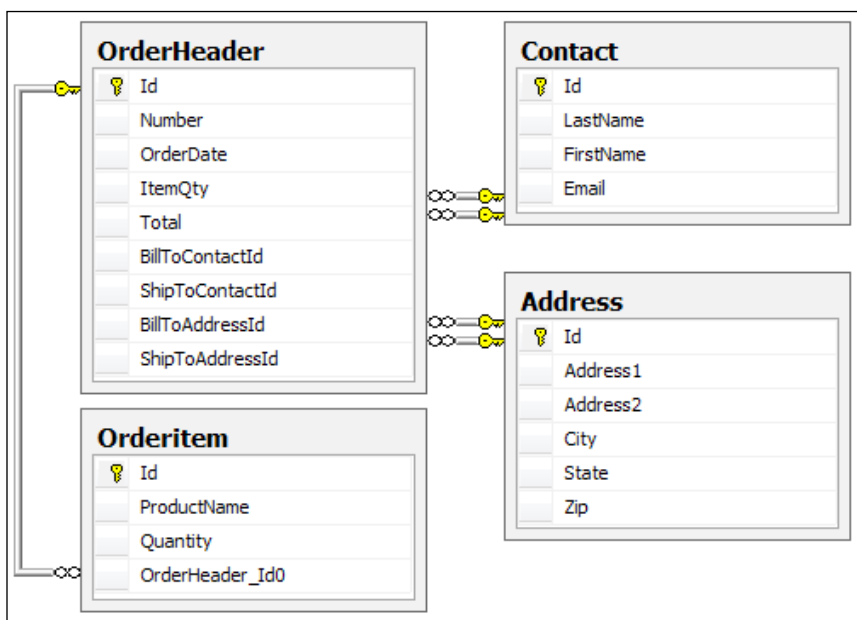 OrderHeader
Id
Number
OrderDate
ItemQty
Total
BillToContactId
ShipToContactId
BillToAddressId
ShipToAddressId
Contact
Id
LastName
FirstName
Email
Address
Id
Address1
Address2
City
State
Zip
Orderitem
Id
ProductName
Quantity
OrderHeader_Id0